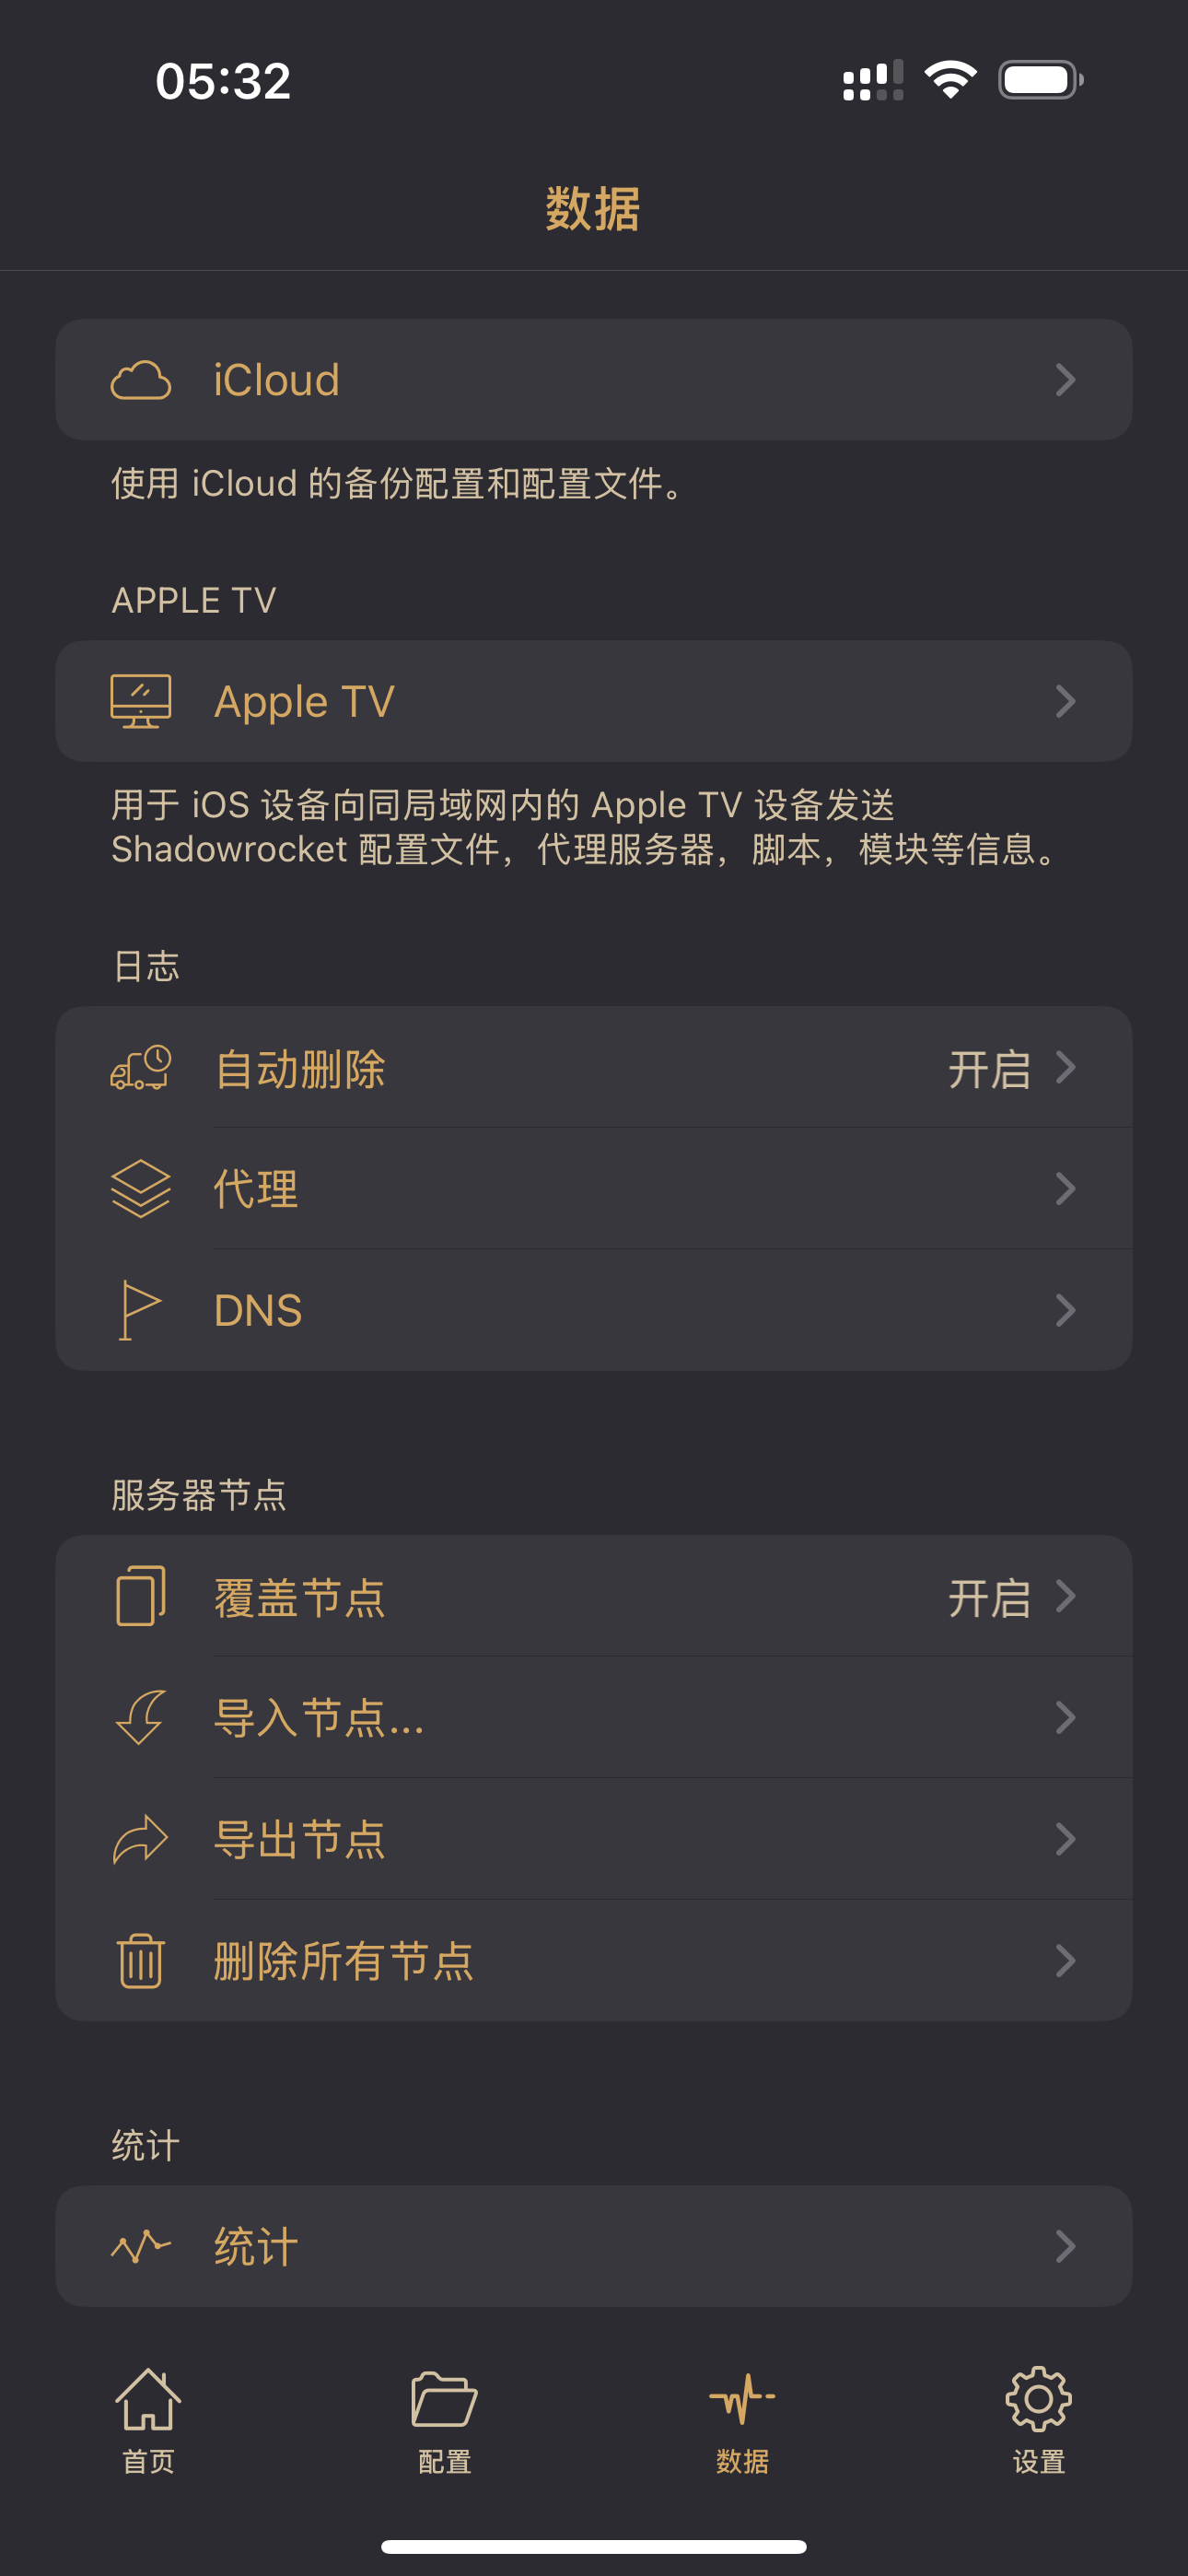 05:32
数据
iCloud
使用 iCloud 的备份配置和配置文件。
APPLE TV
Apple TV
用于 iOS 设备向同局域网内的 Apple TV 设备发送
Shadowrocket 配置文件，代理服务器，脚本，模块等信息。
日志
自动删除 开启
代理
DNS
服务器节点
覆盖节点 开启
导入节点...
导出节点
删除所有节点
统计
统计
首页 配置 数据 设置